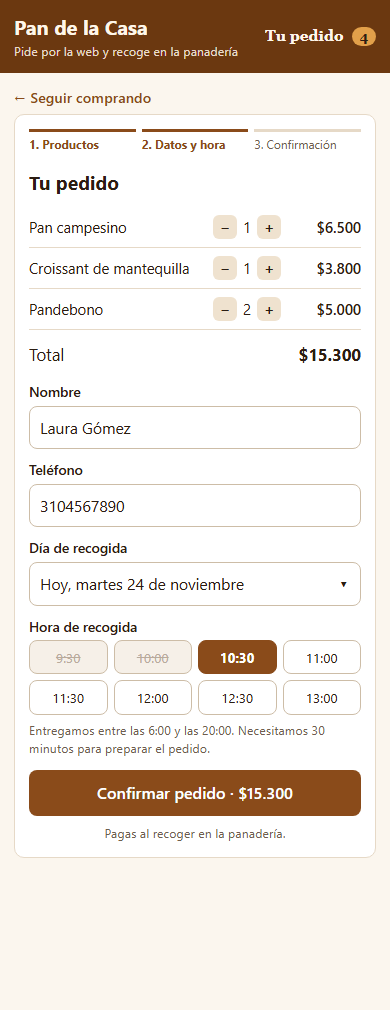 Pan de la Casa
Pide por la web y recoge en la panadería
Tu pedido 4
← Seguir comprando
1. Productos 2. Datos y hora 3. Confirmación
Tu pedido
Pan campesino − 1 + $6.500
Croissant de mantequilla − 1 + $3.800
Pandebono − 2 + $5.000
Total $15.300
Nombre
Laura Gómez
Teléfono
3104567890
Día de recogida
Hoy, martes 24 de noviembre ▾
Hora de recogida
9:30 10:00 10:30 11:00
11:30 12:00 12:30 13:00
Entregamos entre las 6:00 y las 20:00. Necesitamos 30
minutos para preparar el pedido.
Confirmar pedido · $15.300
Pagas al recoger en la panadería.